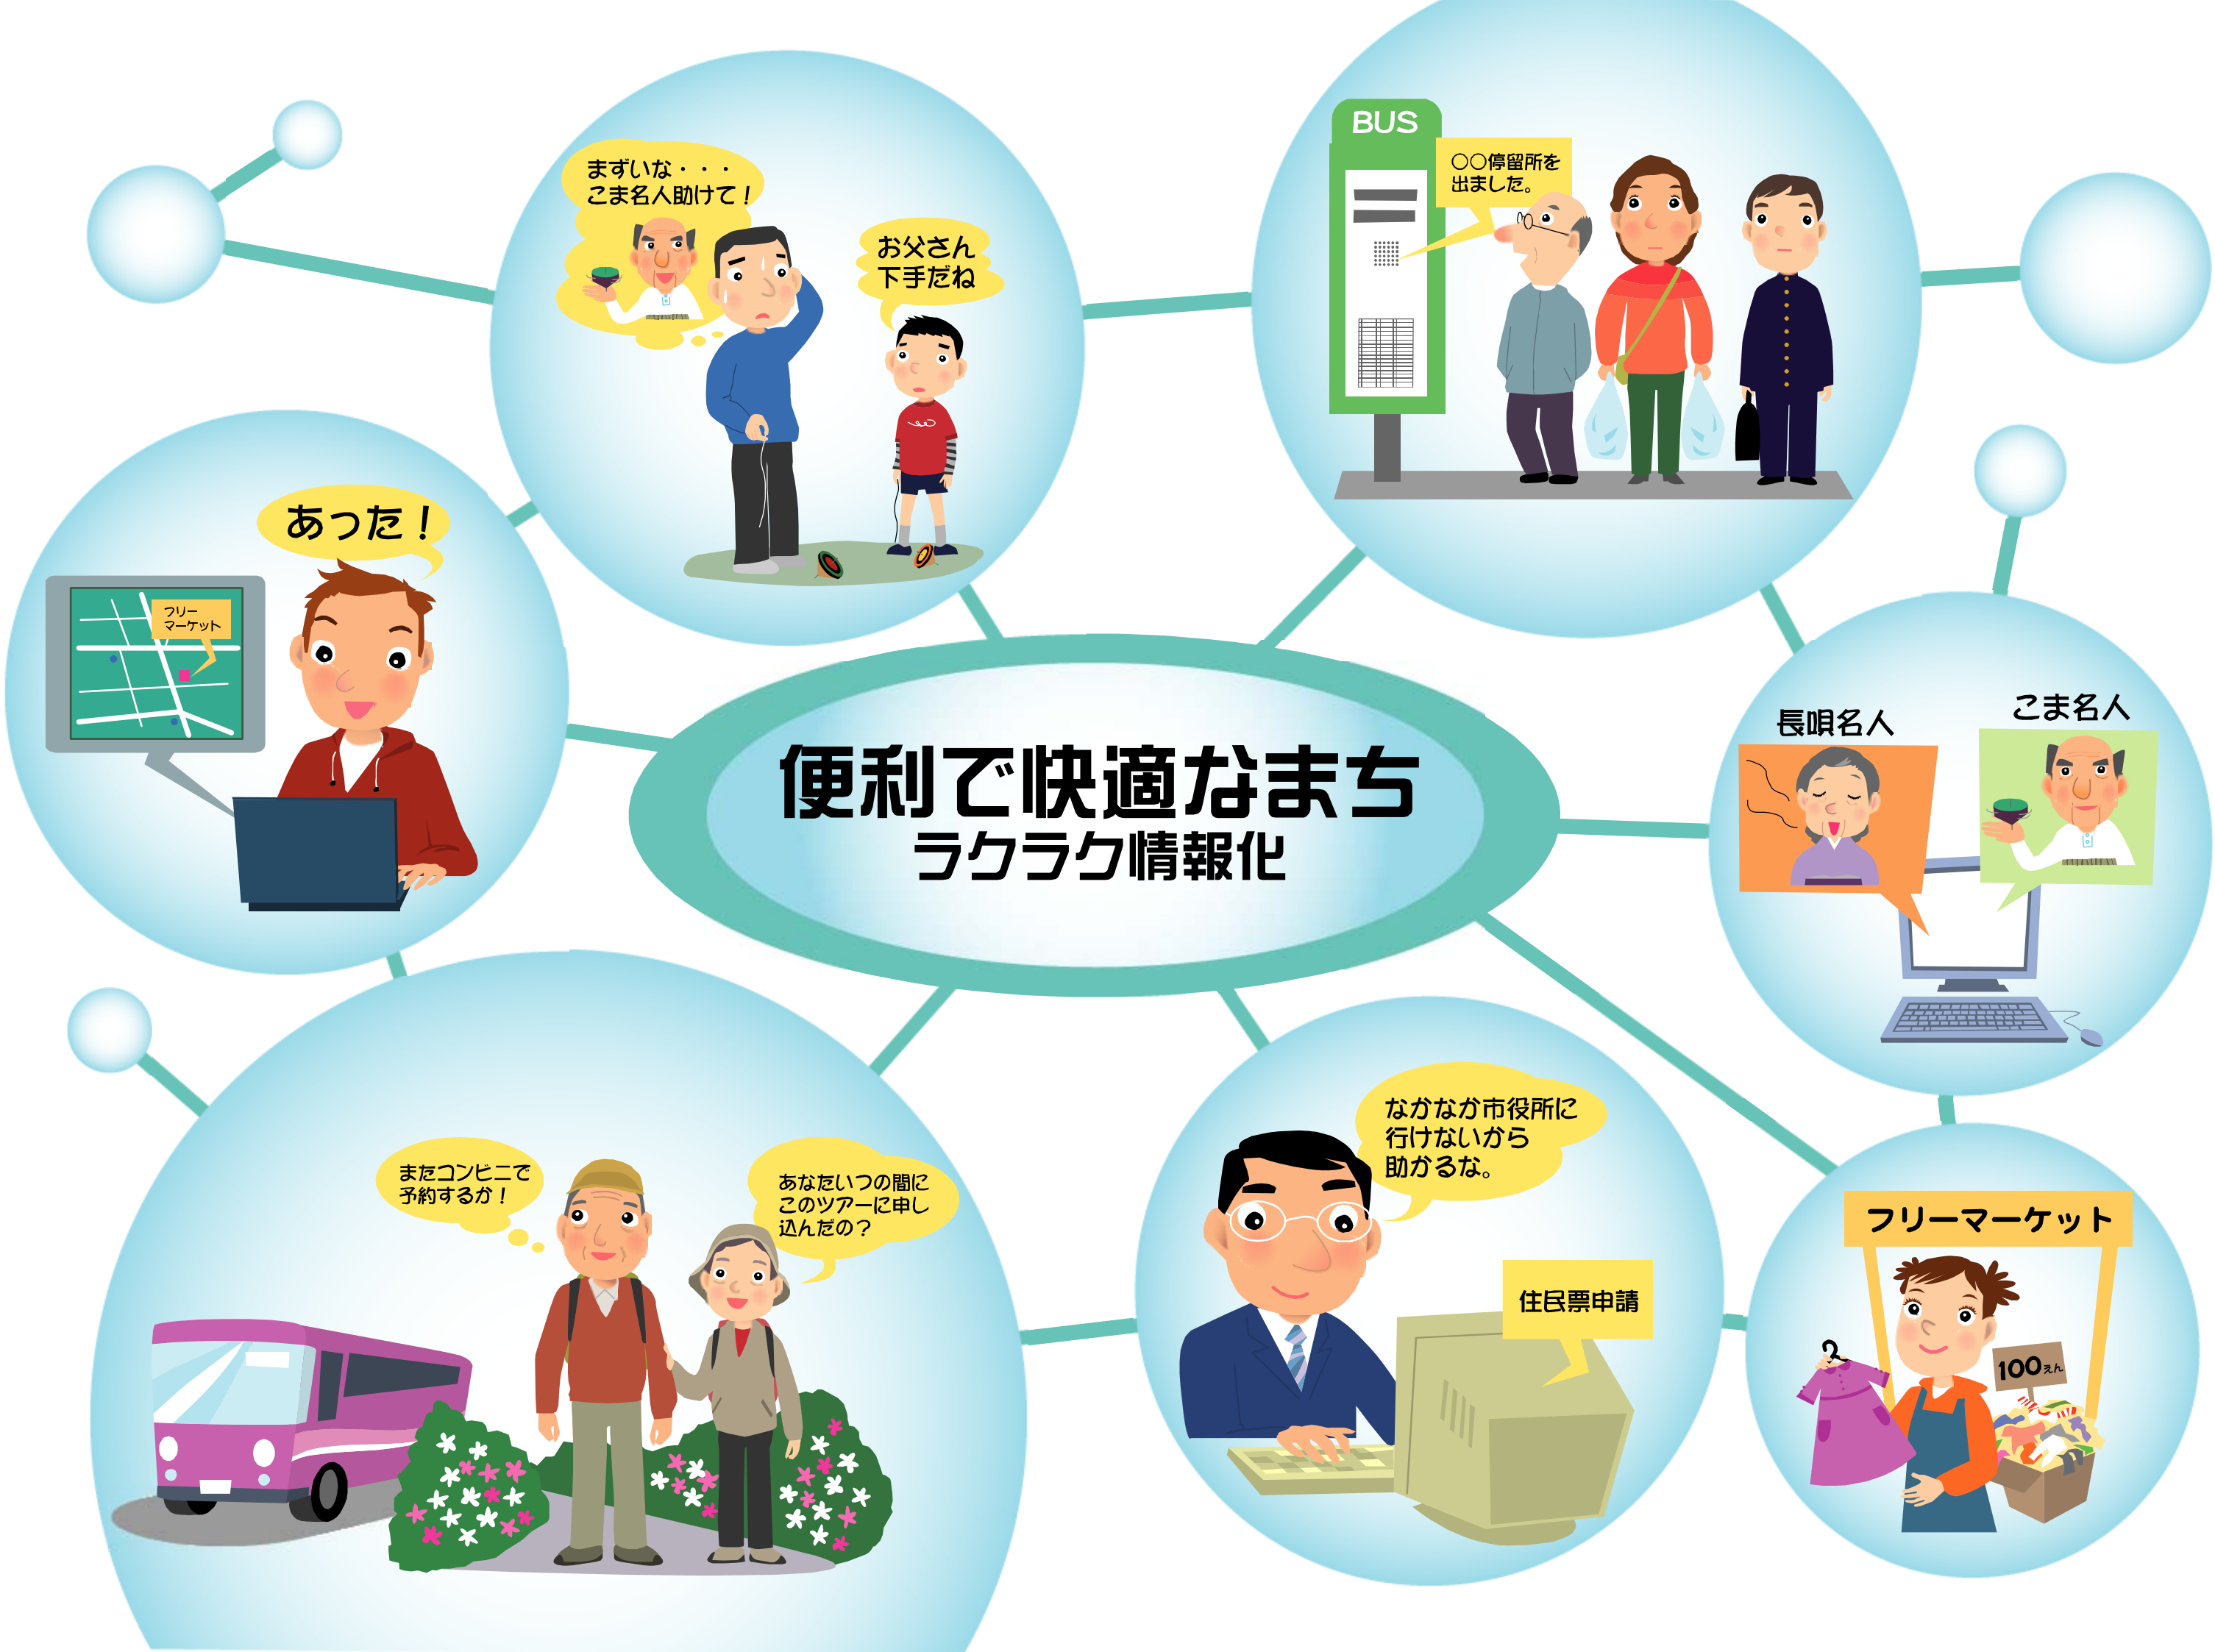 BUS
○○停留所を
出ました。
まずいな・・・
こま名人助けて！
お父さん
下手だね
あった！
フリー
マーケット
長唄名人
こま名人
便利で快適なまち
ラクラク情報化
なかなか市役所に
行けないから
助かるな。
住民票申請
またコンビニで
予約するか！
あなたいつの間に
このツアーに申し
込んだの？
フリーマーケット
100えん